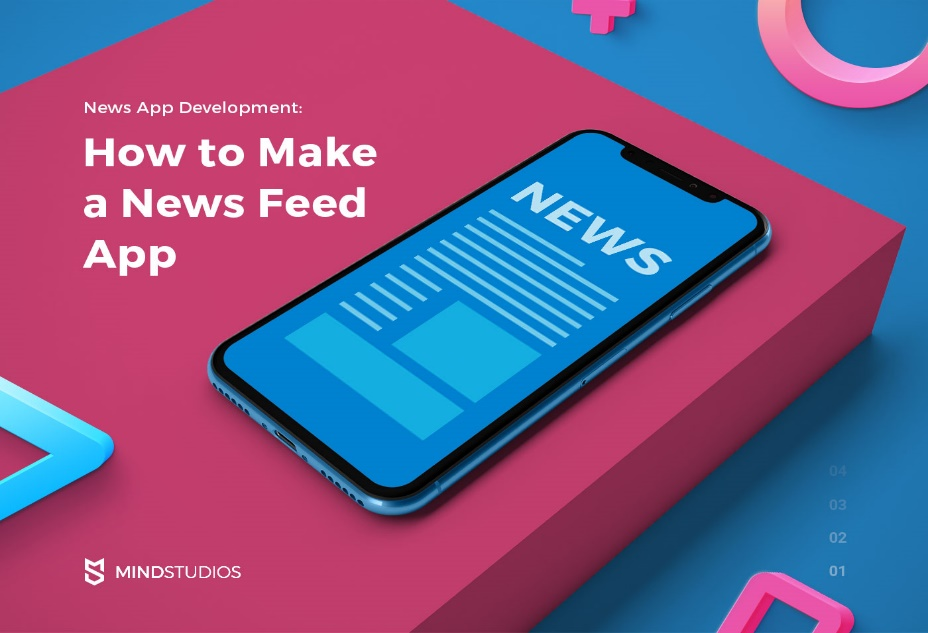 News App Development:
How to Make
a News Feed
App
NEWS
04
03
02
01
MINDSTUDIOS